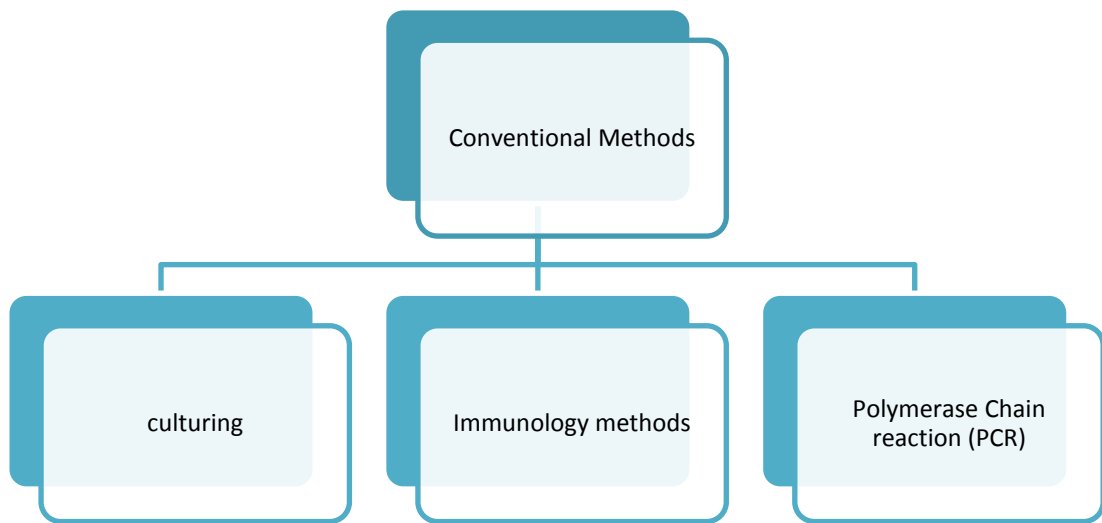 Conventional Methods
culturing
Immunology methods
Polymerase Chain
reaction (PCR)